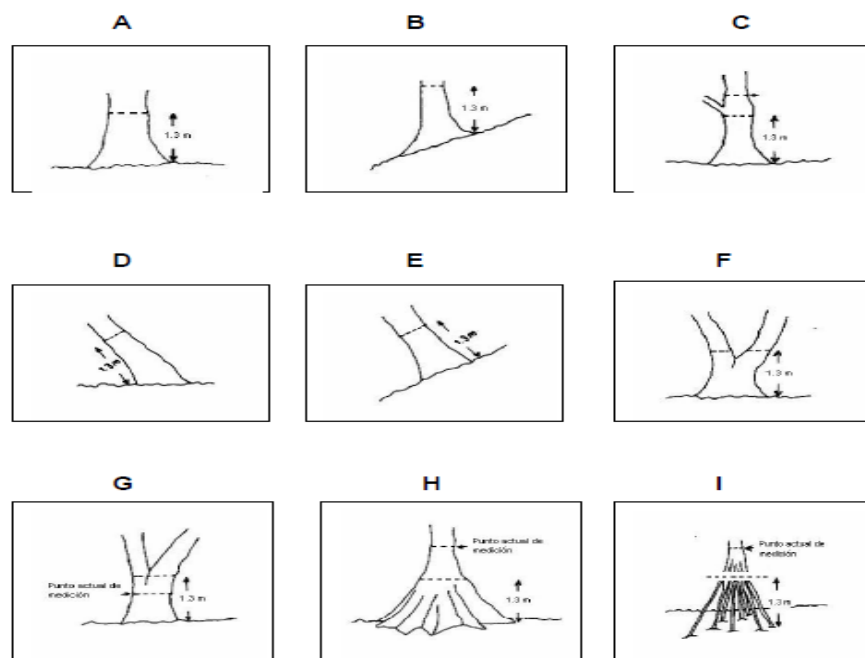 A
B
C
1.3 m
1.3 m
1.3 m
D
E
F
1.3 m
1.3 m
1.3 m
G
H
I
Punto actual de
medición
1.3 m
Punto actual de
medición
1.3 m
Punto actual de
medición
1.3 m